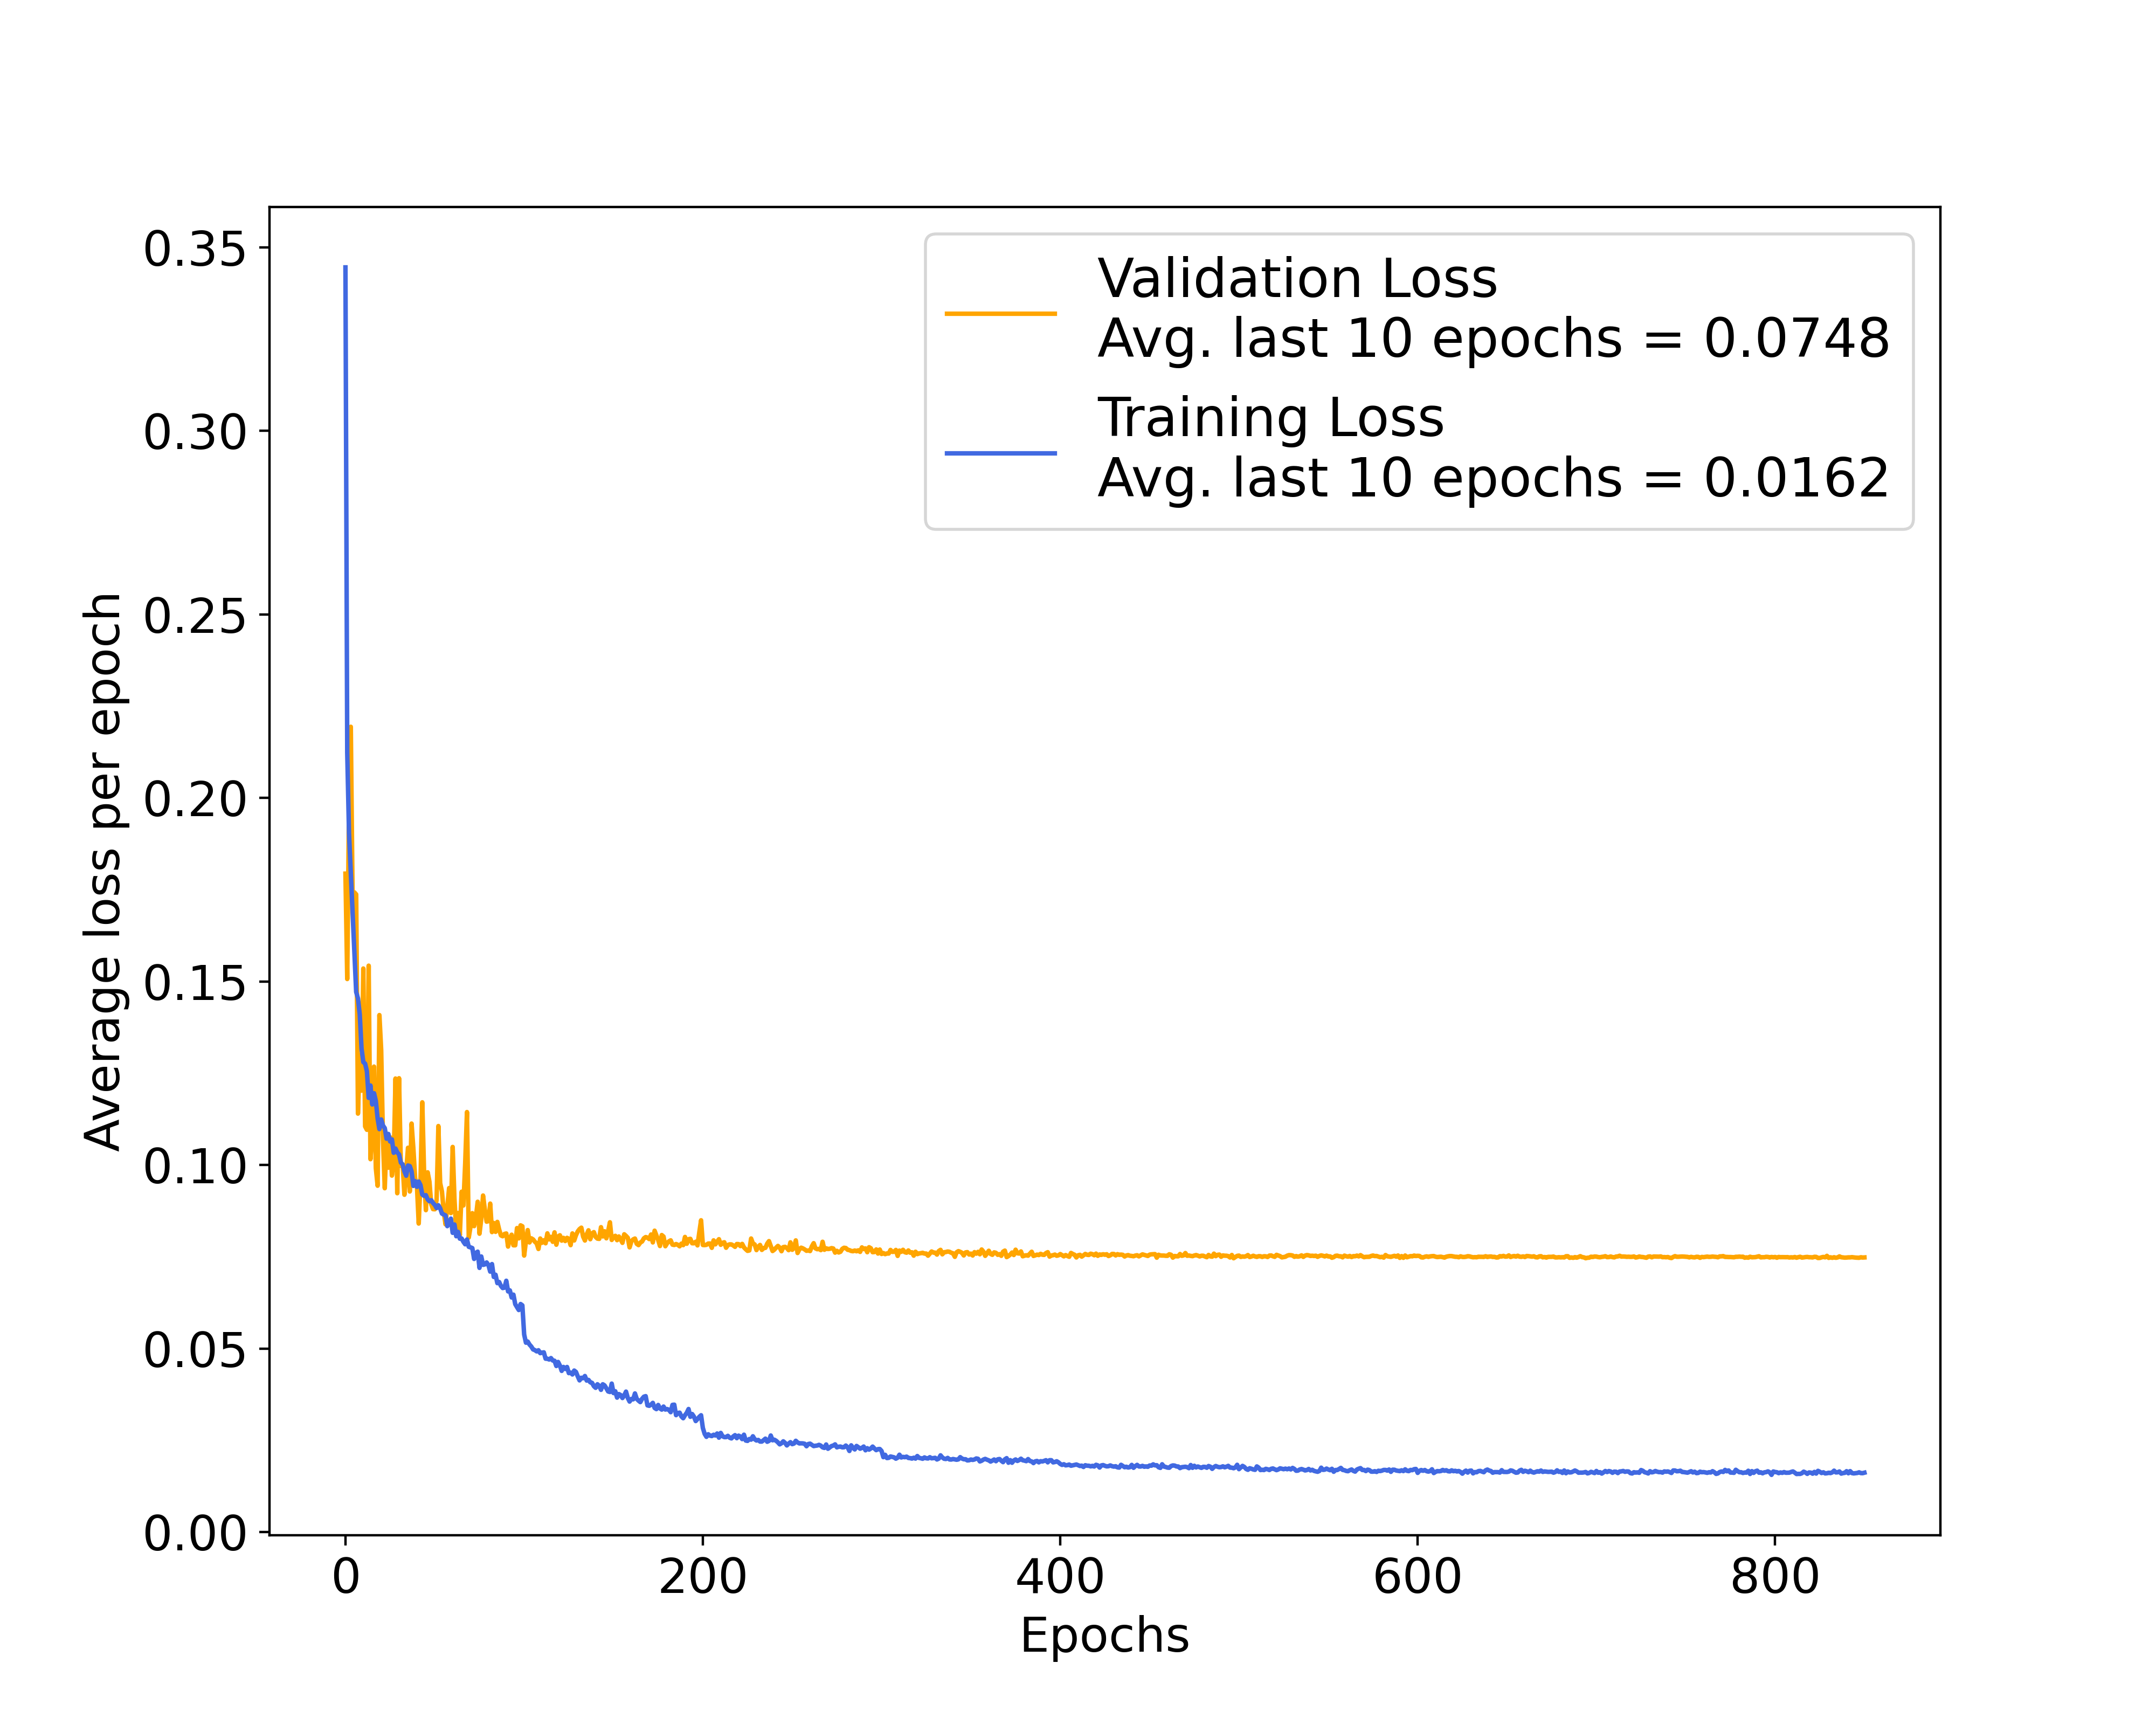 Validation Loss
Avg. last 10 epochs = 0.0748
Training Loss
Avg. last 10 epochs = 0.0162
Average loss per epoch
0.35
0.30
0.25
0.20
0.15
0.10
0.05
0.00
0 200 400 600 800
Epochs